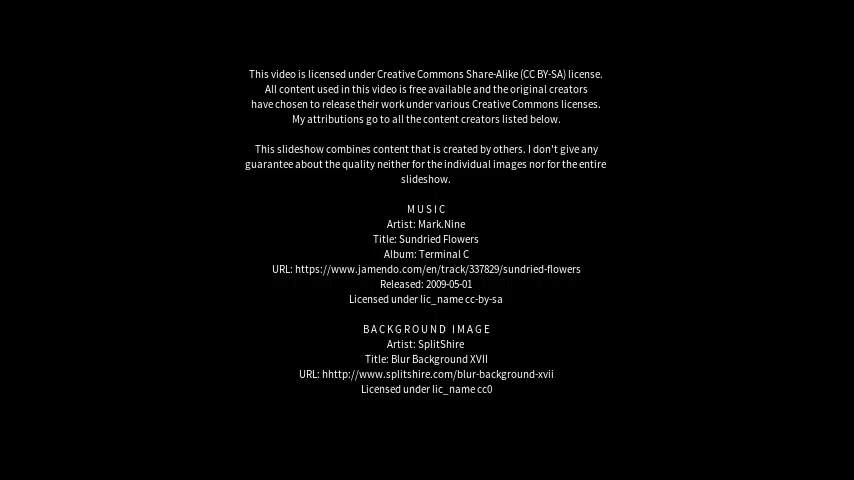 This video is licensed under Creative Commons Share-Alike (CC BY-SA) license.
All content used in this video is free available and the original creators
have chosen to release their work under various Creative Commons licenses.
My attributions go to all the content creators listed below.
This slideshow combines content that is created by others. I don't give any
guarantee about the quality neither for the individual images nor for the entire
slideshow.
MUSIC
Artist: Mark.Nine
Title: Sundried Flowers
Album: Terminal C
URL: https://www.jamendo.com/en/track/337829/sundried-flowers
Released: 2009-05-01
Licensed under lic_name cc-by-sa
BACKGROUND IMAGE
Artist: SplitShire
Title: Blur Background XVII
URL: hhttp://www.splitshire.com/blur-background-xvii
Licensed under lic_name cc0